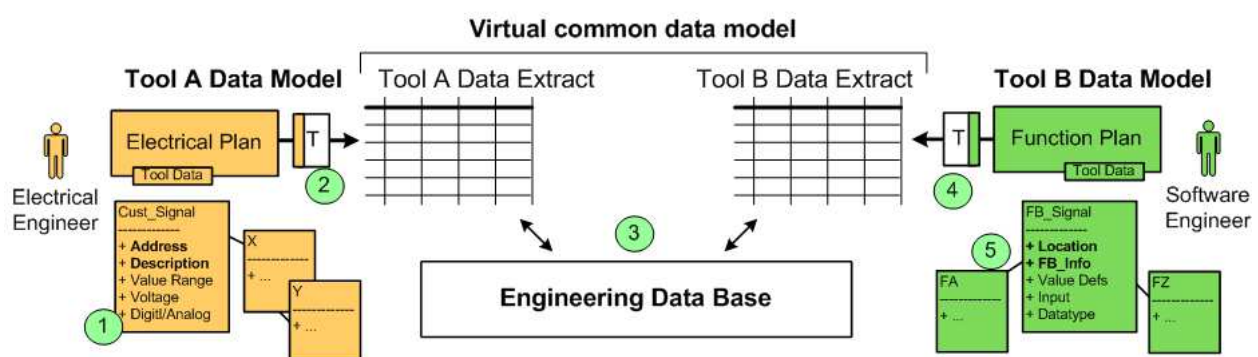 Virtual common data model
Tool A Data Model
Tool A Data Extract
Tool B Data Extract
Tool B Data Model
Electrical Plan
Tool Data
T
T
Function Plan
Tool Data
Electrical
Engineer
2
4
Software
Engineer
Cust_Signal
--------------
+ Address
+ Description
+ Value Range
+ Voltage
+ Digitl/Analog
1
X
--------------
+ ...
Y
--------------
+ ...
3
Engineering Data Base
5
FB_Signal
--------------
+ Location
+ FB_Info
+ Value Defs
+ Input
+ Datatype
FA
--------------
+ ...
FZ
--------------
+ ...